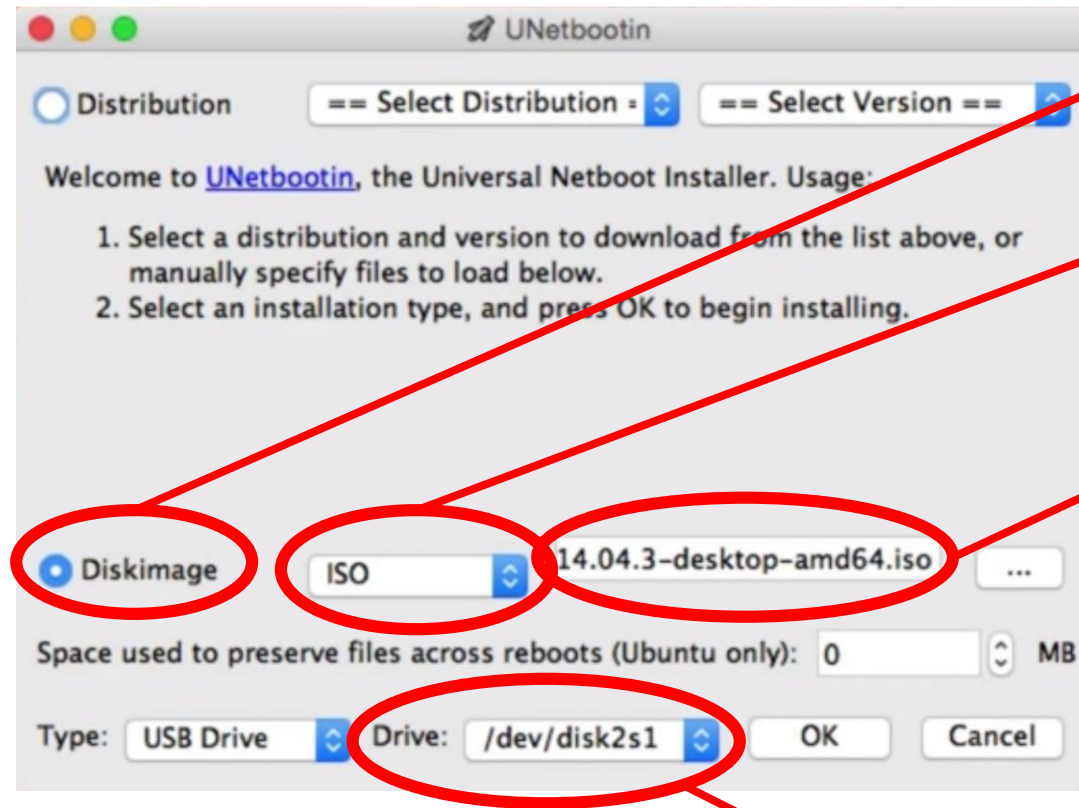 UNetbootin
Distribution == Select Distribution = == Select Version ==
Welcome to UNetbootin, the Universal Netboot Installer. Usage:
1. Select a distribution and version to download from the list above, or
manually specify files to load below.
2. Select an installation type, and press OK to begin installing.
Diskimage ISO 14.04.3-desktop-amd64.iso ...
Space used to preserve files across reboots (Ubuntu only): 0 MB
Type: USB Drive Drive: /dev/disk2s1 OK Cancel